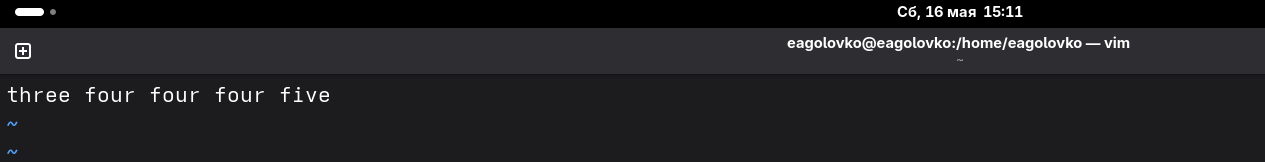 Сб, 16 мая 15:11
eagolovko@eagolovko:/home/eagolovko — vim
~
three four four four five
~
~